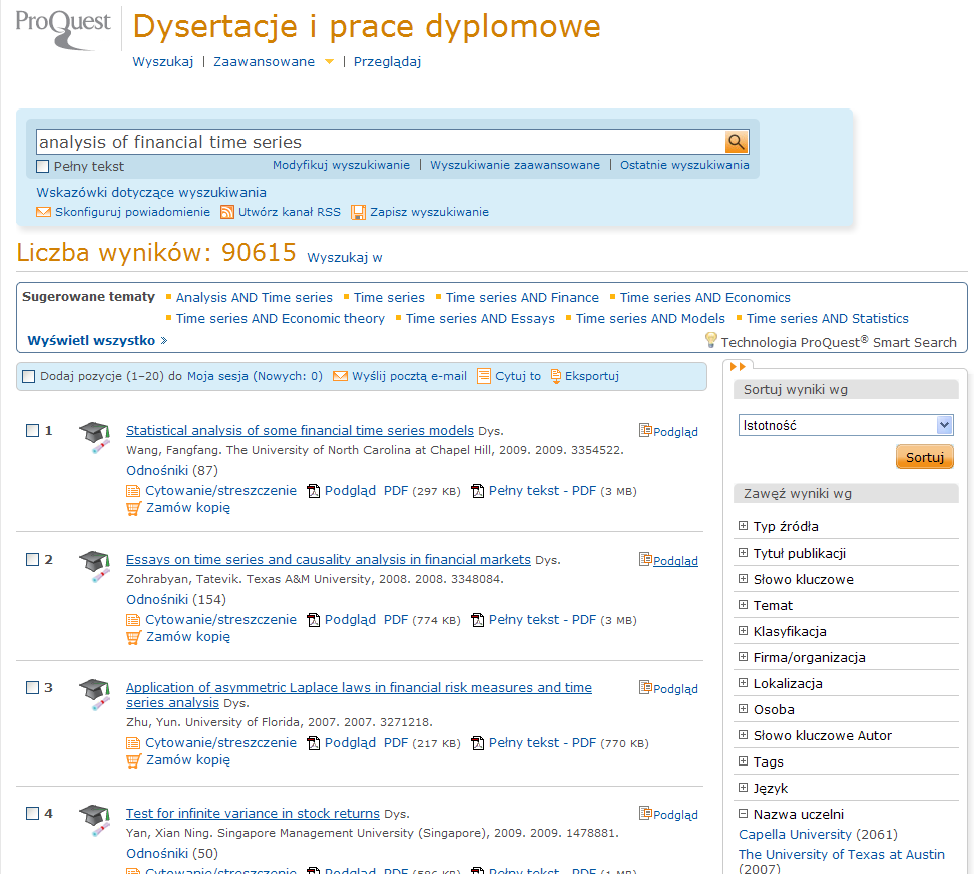 ProQuest
Dysertacje i prace dyplomowe
Wyszukaj | Zaawansowane | Przeglądaj
analysis of financial time series
Pełny tekst Modyfikuj wyszukiwanie | Wyszukiwanie zaawansowane | Ostatnie wyszukiwania
Wskazówki dotyczące wyszukiwania
Skonfiguruj powiadomienie Utwórz kanał RSS Zapisz wyszukiwanie
Liczba wyników: 90615 Wyszukaj w
Sugerowane tematy Analysis AND Time series Time series Time series AND Finance Time series AND Economics
Time series AND Economic theory Time series AND Essays Time series AND Models Time series AND Statistics
Wyświetl wszystko > Technologia ProQuest® Smart Search
Dodaj pozycje (1–20) do Moja sesja (Nowych: 0) Wyślij pocztą e-mail Cytuj to Eksportuj
1 Statistical analysis of some financial time series models Dys. Podgląd
Wang, Fangfang. The University of North Carolina at Chapel Hill, 2009. 2009. 3354522.
Odnośniki (87)
Cytowanie/streszczenie Podgląd PDF (297 KB) Pełny tekst - PDF (3 MB)
Zamów kopię
2 Essays on time series and causality analysis in financial markets Dys. Podgląd
Zohrabyan, Tatevik. Texas A&M University, 2008. 2008. 3348084.
Odnośniki (154)
Cytowanie/streszczenie Podgląd PDF (774 KB) Pełny tekst - PDF (3 MB)
Zamów kopię
3 Application of asymmetric Laplace laws in financial risk measures and time
series analysis Dys. Podgląd
Zhu, Yun. University of Florida, 2007. 2007. 3271218.
Cytowanie/streszczenie Podgląd PDF (217 KB) Pełny tekst - PDF (770 KB)
Zamów kopię
4 Test for infinite variance in stock returns Dys. Podgląd
Yan, Xian Ning. Singapore Management University (Singapore), 2009. 2009. 1478881.
Odnośniki (50)
Cytowanie/streszczenie Podgląd PDF Pełny tekst - PDF
Sortuj wyniki wg
Istotność
Sortuj
Zawęź wyniki wg
Typ źródła
Tytuł publikacji
Słowo kluczowe
Temat
Klasyfikacja
Firma/organizacja
Lokalizacja
Osoba
Słowo kluczowe Autor
Tags
Język
Nazwa uczelni
Capella University (2061)
The University of Texas at Austin
(2007)